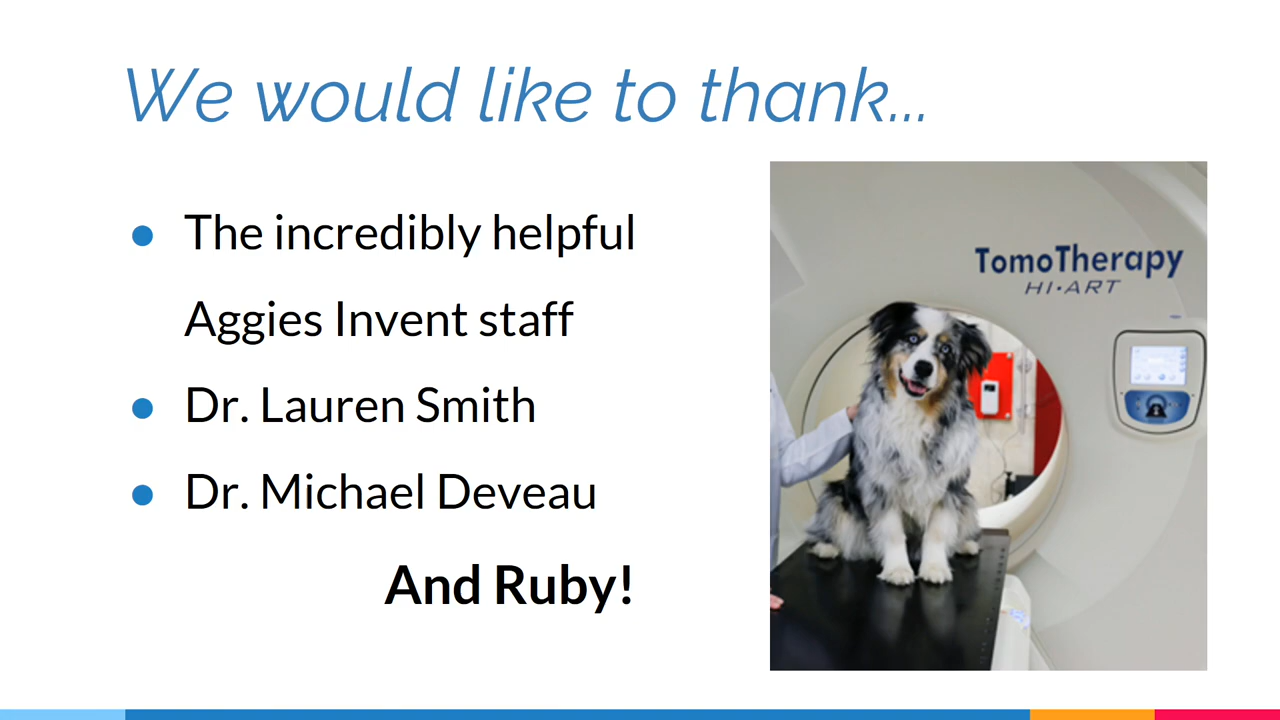 We would like to thank...
● The incredibly helpful
Aggies Invent staff
● Dr. Lauren Smith
● Dr. Michael Deveau
And Ruby!
TomoTherapy
HI·ART